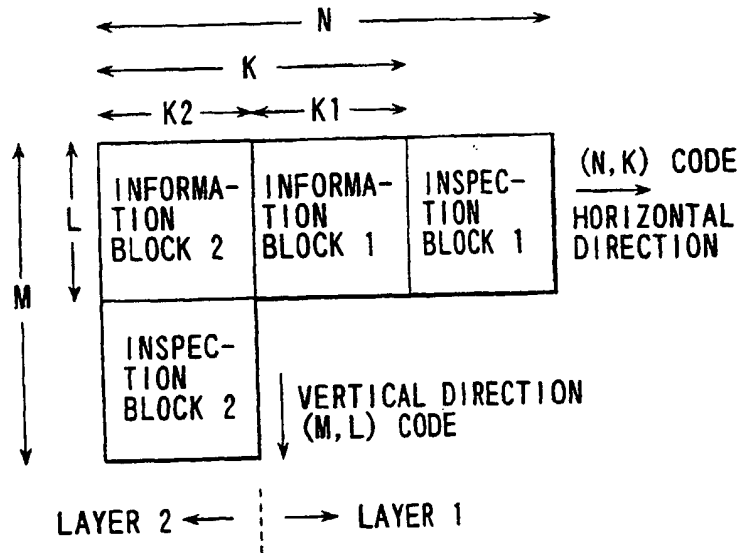 N
K
K2 K1
INFORMA-
TION
BLOCK 2
INFORMA-
TION
BLOCK 1
INSPEC-
TION
BLOCK 1
(N,K) CODE
HORIZONTAL
DIRECTION
L
M
INSPEC-
TION
BLOCK 2
VERTICAL DIRECTION
(M,L) CODE
LAYER 2 LAYER 1